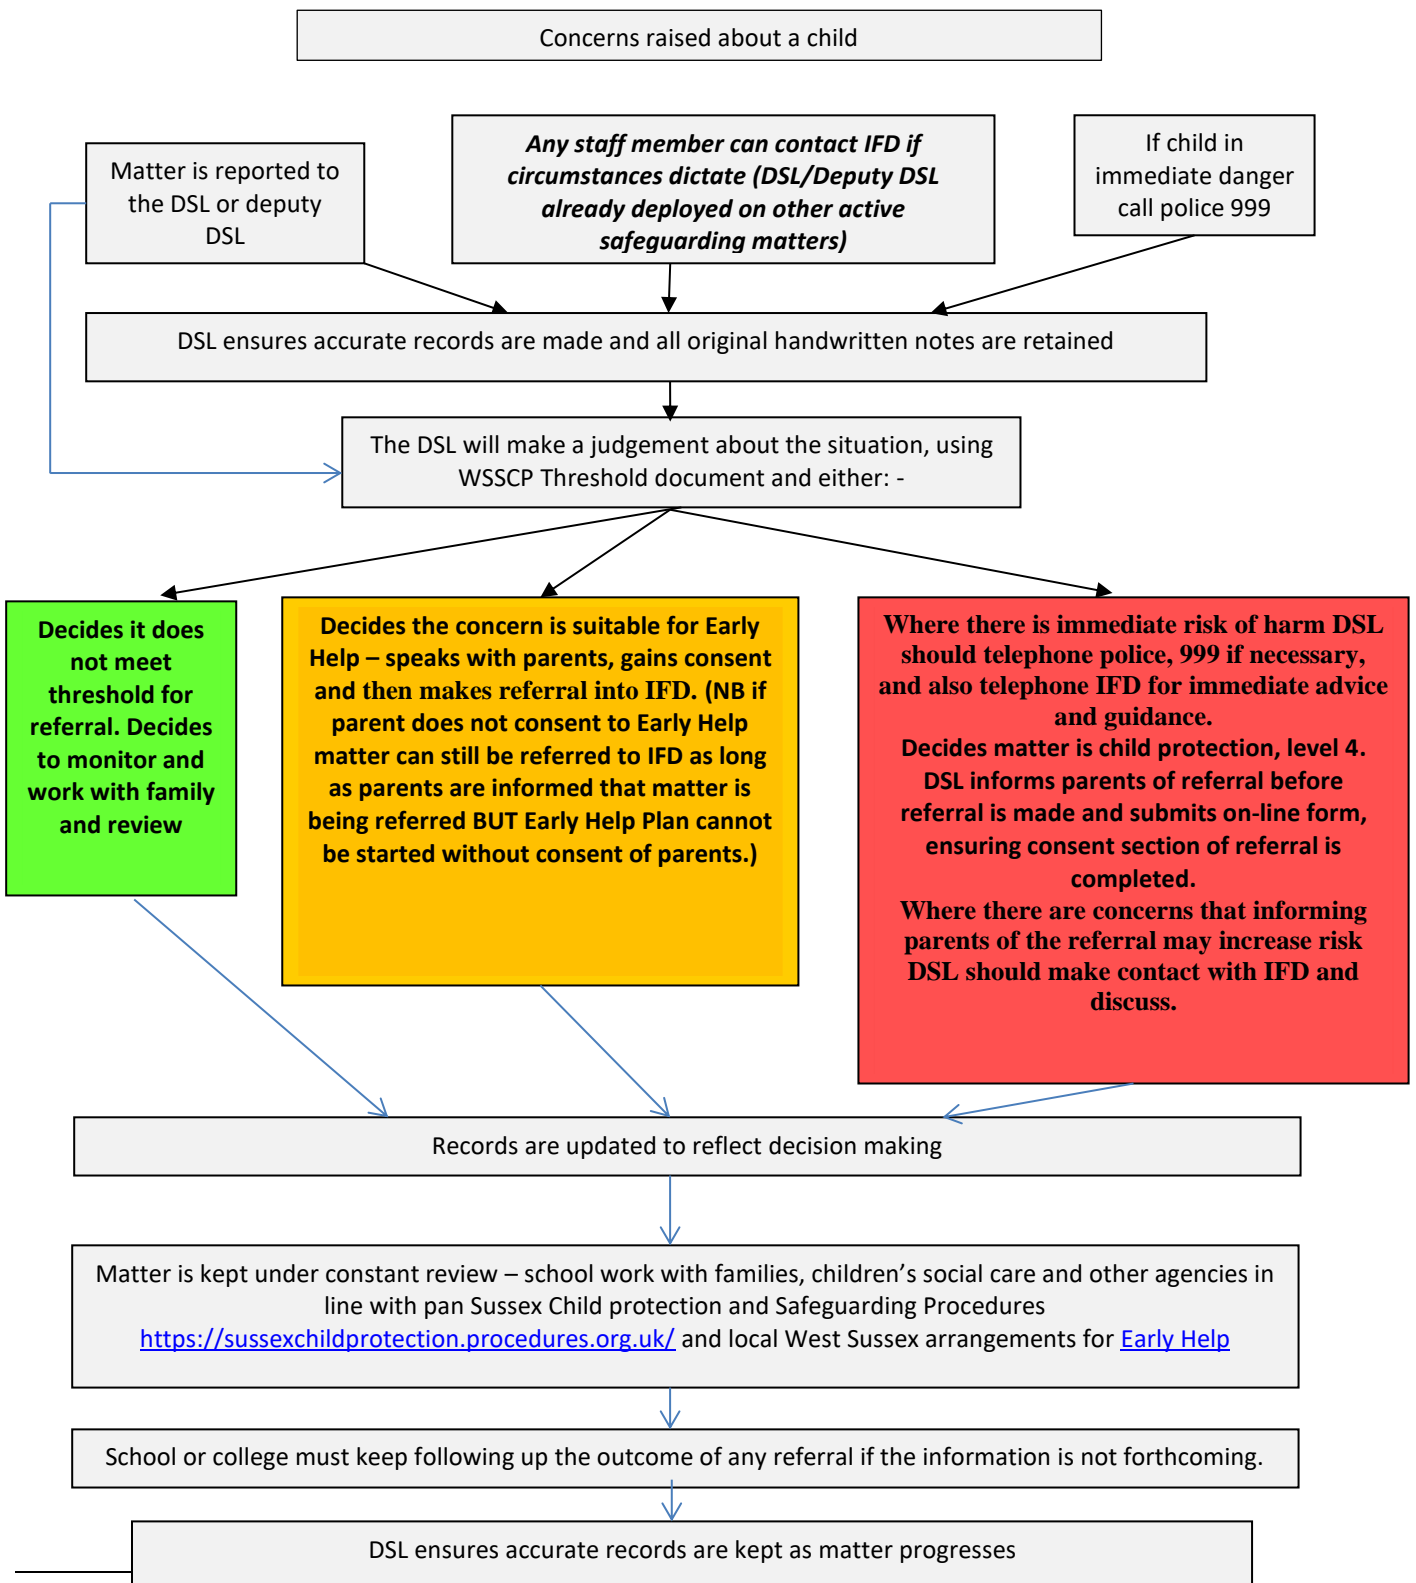 Concerns raised about a child
Matter is reported to
the DSL or deputy
DSL
Any staff member can contact IFD if
circumstances dictate (DSL/Deputy DSL
already deployed on other active
safeguarding matters)
If child in
immediate danger
call police 999
DSL ensures accurate records are made and all original handwritten notes are retained
The DSL will make a judgement about the situation, using
WSSCP Threshold document and either: -
Decides it does
not meet
threshold for
referral. Decides
to monitor and
work with family
and review
Decides the concern is suitable for Early
Help – speaks with parents, gains consent
and then makes referral into IFD. (NB if
parent does not consent to Early Help
matter can still be referred to IFD as long
as parents are informed that matter is
being referred BUT Early Help Plan cannot
be started without consent of parents.)
Where there is immediate risk of harm DSL
should telephone police, 999 if necessary,
and also telephone IFD for immediate advice
and guidance.
Decides matter is child protection, level 4.
DSL informs parents of referral before
referral is made and submits on-line form,
ensuring consent section of referral is
completed.
Where there are concerns that informing
parents of the referral may increase risk
DSL should make contact with IFD and
discuss.
Records are updated to reflect decision making
Matter is kept under constant review – school work with families, children’s social care and other agencies in
line with pan Sussex Child protection and Safeguarding Procedures
https://sussexchildprotection.procedures.org.uk/ and local West Sussex arrangements for Early Help
School or college must keep following up the outcome of any referral if the information is not forthcoming.
DSL ensures accurate records are kept as matter progresses